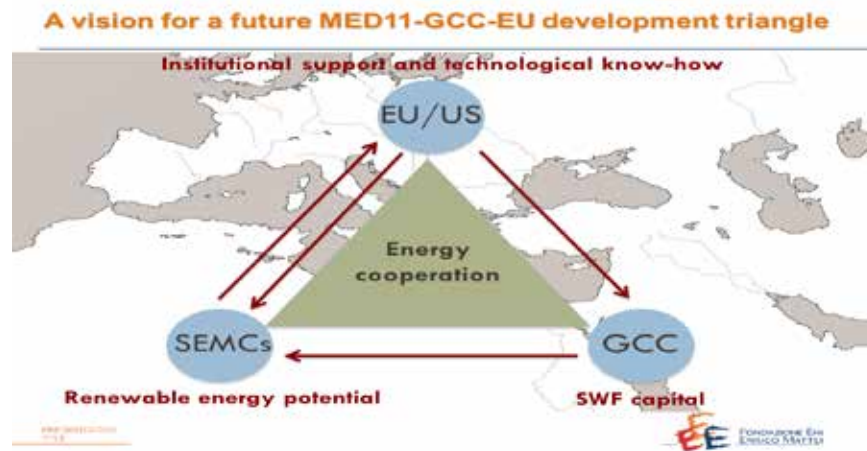 A vision for a future MED11-GCC-EU development triangle
Institutional support and technological know-how
EU/US
Energy
cooperation
SEMCs
GCC
Renewable energy potential
SWF capital
FONDAZIONE ENI
ENRICO MATTEI